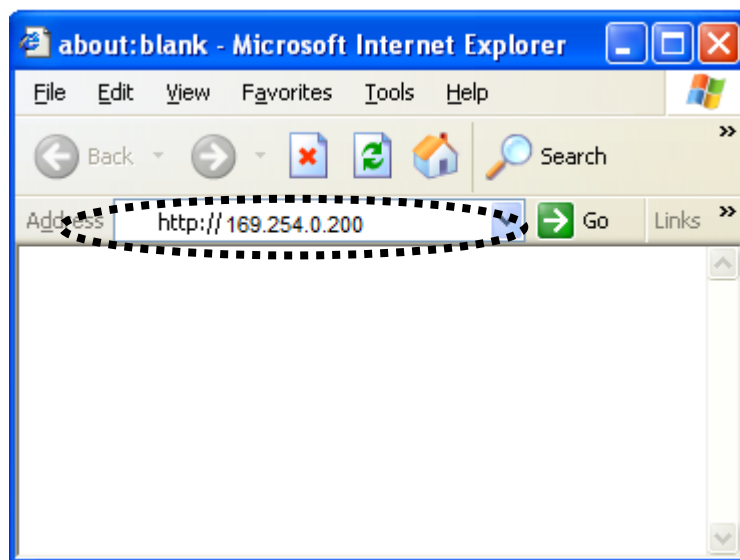 about:blank - Microsoft Internet Explorer
File Edit View Favorites Tools Help
Back Search »
Address http://169.254.0.200 Go Links »